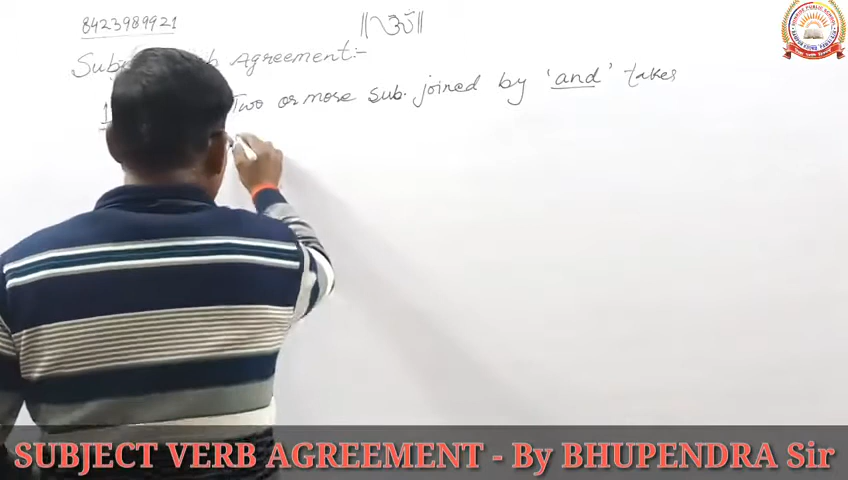 8423989921
॥ॐ॥
Agreement:-
Two or more sub. joined by 'and' takes
SUBJECT VERB AGREEMENT - By BHUPENDRA Sir